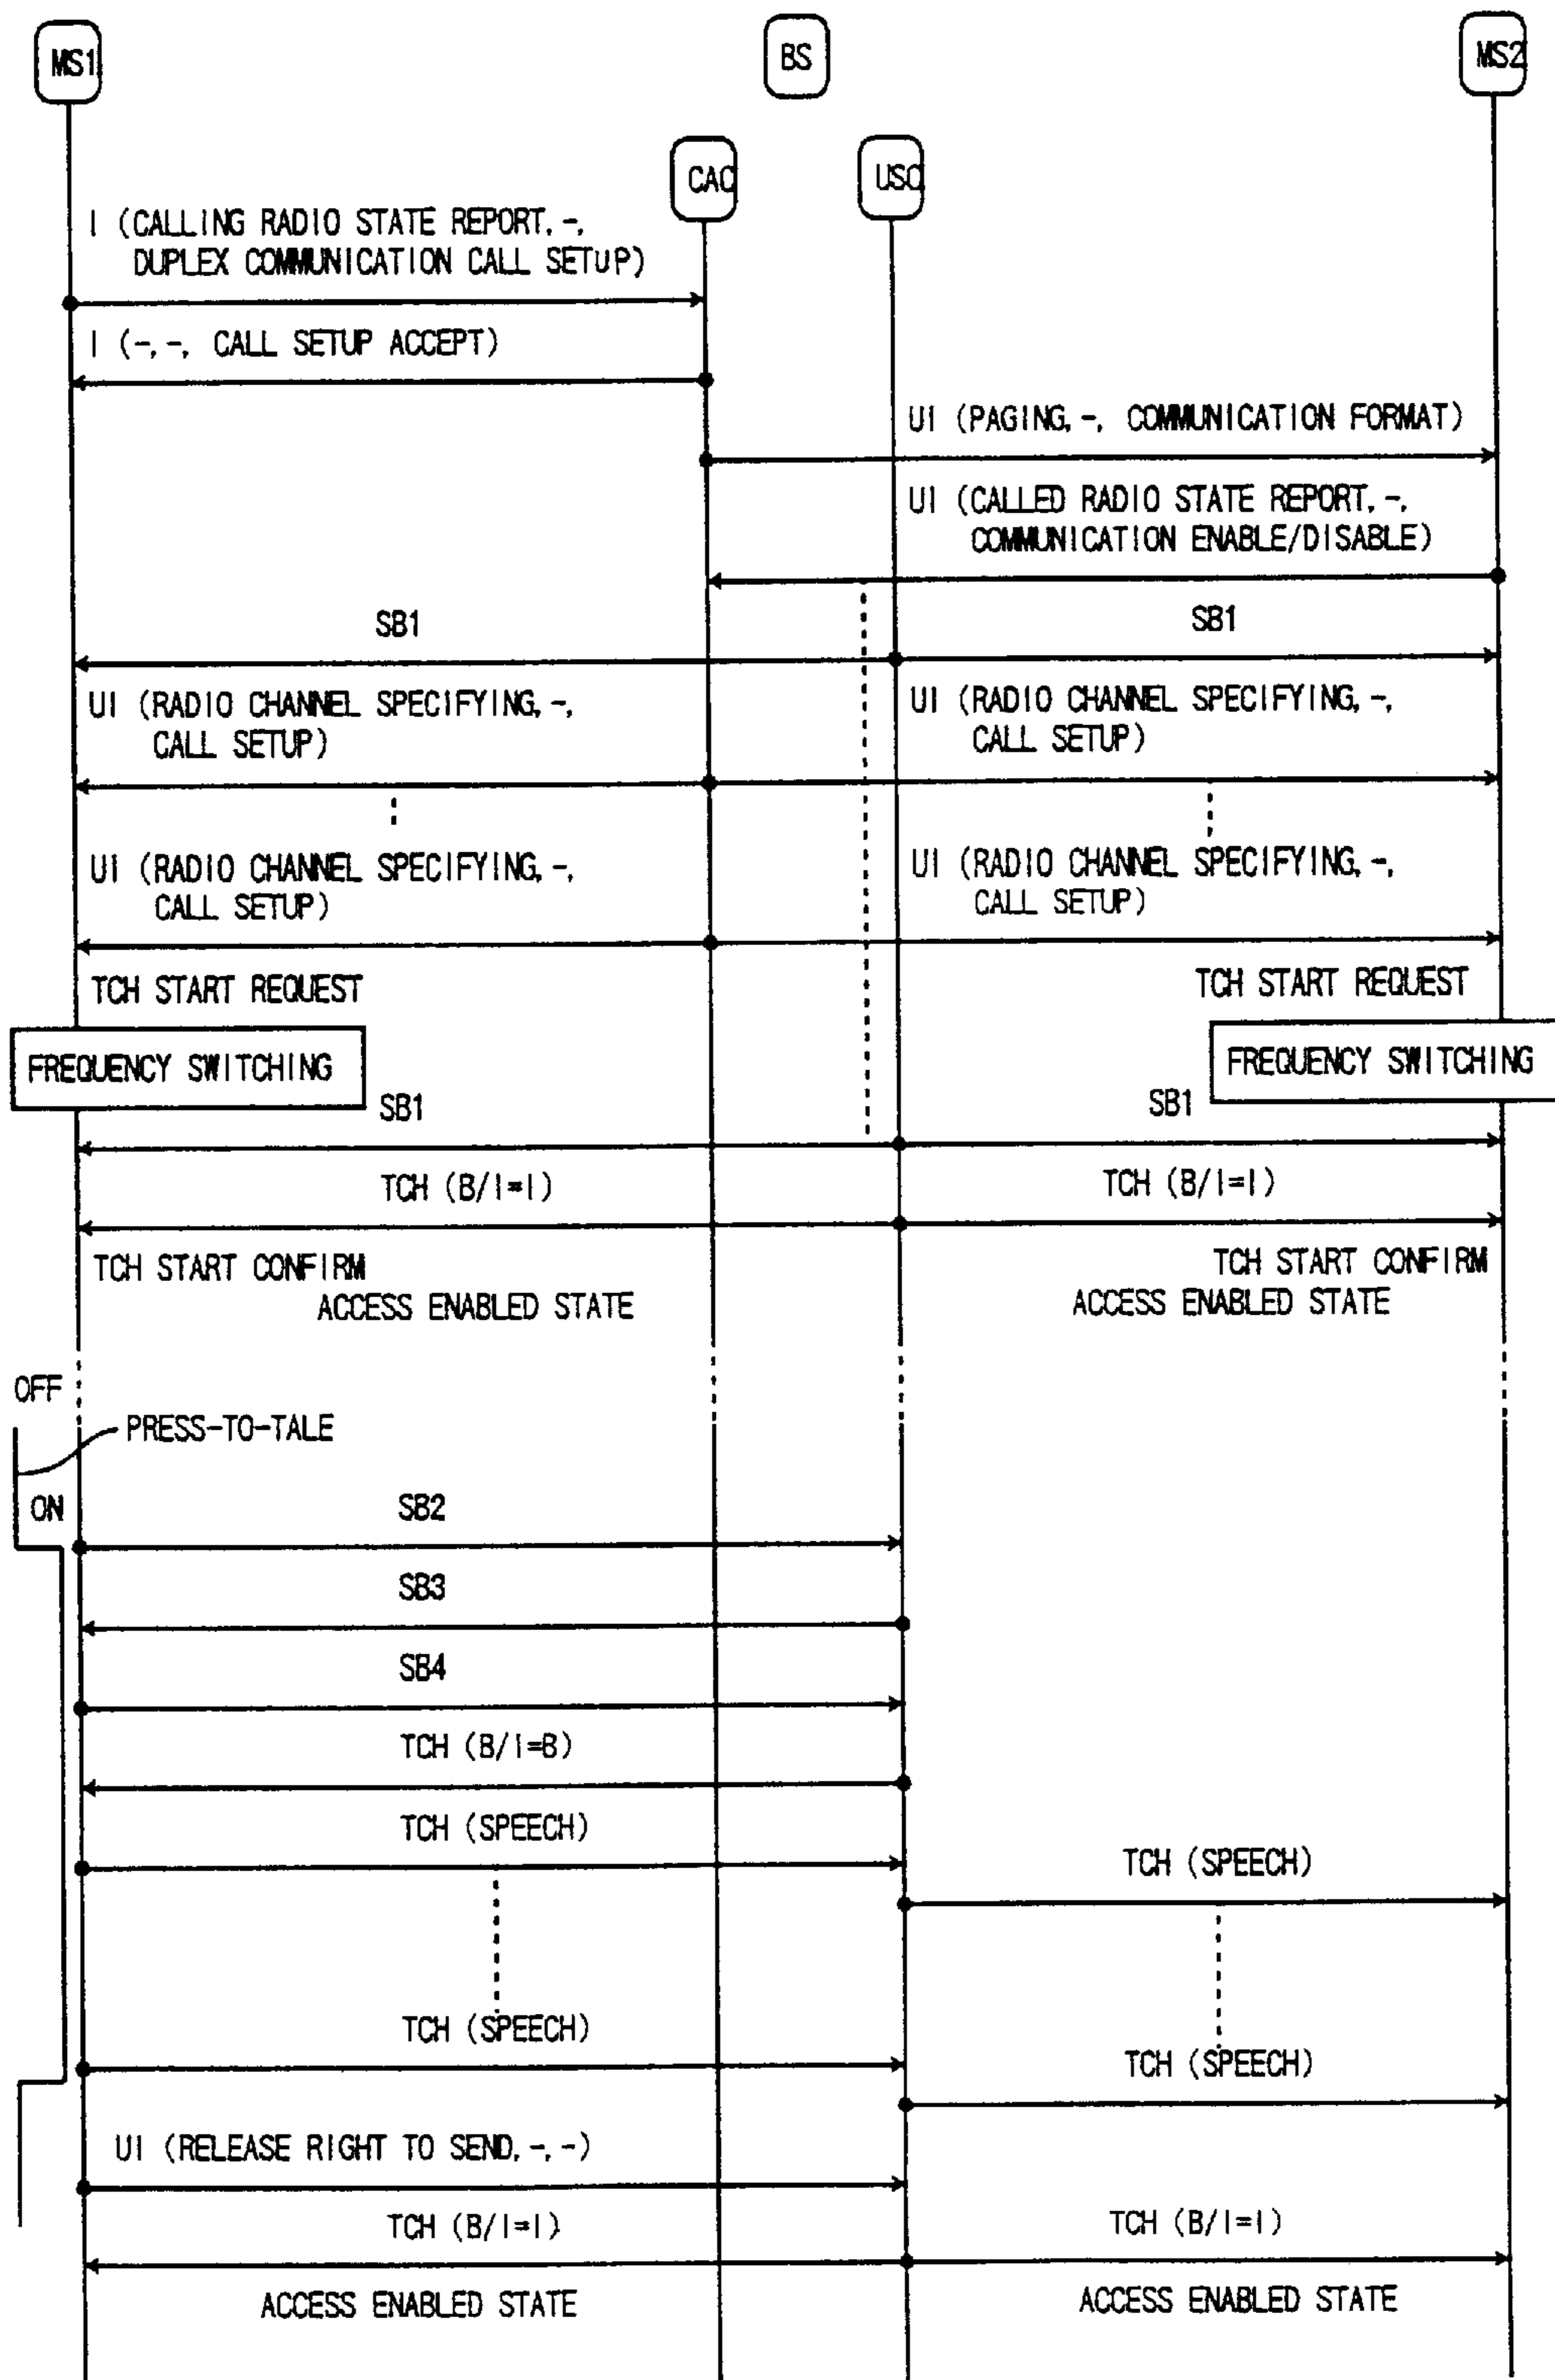 MS1
BS
MS2
CAC
USC
I (CALLING RADIO STATE REPORT, -,
DUPLEX COMMUNICATION CALL SETUP)
I (-, -, CALL SETUP ACCEPT)
UI (PAGING, -, COMMUNICATION FORMAT)
UI (CALLED RADIO STATE REPORT, -,
COMMUNICATION ENABLE/DISABLE)
SB1
SB1
UI (RADIO CHANNEL SPECIFYING, -,
CALL SETUP)
UI (RADIO CHANNEL SPECIFYING, -,
CALL SETUP)
UI (RADIO CHANNEL SPECIFYING, -,
CALL SETUP)
UI (RADIO CHANNEL SPECIFYING, -,
CALL SETUP)
TCH START REQUEST
TCH START REQUEST
FREQUENCY SWITCHING
FREQUENCY SWITCHING
SB1
SB1
TCH (B/I=I)
TCH (B/I=I)
TCH START CONFIRM
TCH START CONFIRM
ACCESS ENABLED STATE
ACCESS ENABLED STATE
OFF
PRESS-TO-TALE
ON
SB2
SB3
SB4
TCH (B/I=B)
TCH (SPEECH)
TCH (SPEECH)
TCH (SPEECH)
TCH (SPEECH)
UI (RELEASE RIGHT TO SEND, -, -)
TCH (B/I=I)
TCH (B/I=I)
ACCESS ENABLED STATE
ACCESS ENABLED STATE